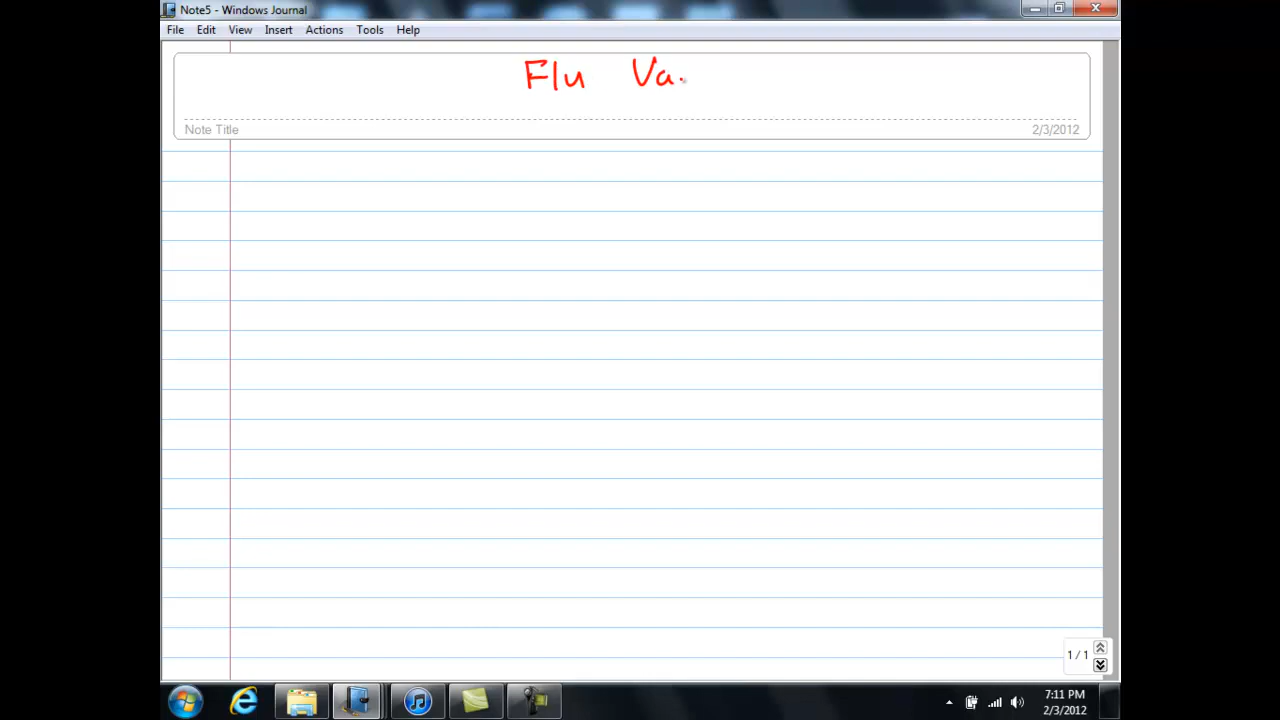 Note5 - Windows Journal
File Edit View Insert Actions Tools Help
Flu Va
Note Title 2/3/2012
1 / 1
7:11 PM
2/3/2012